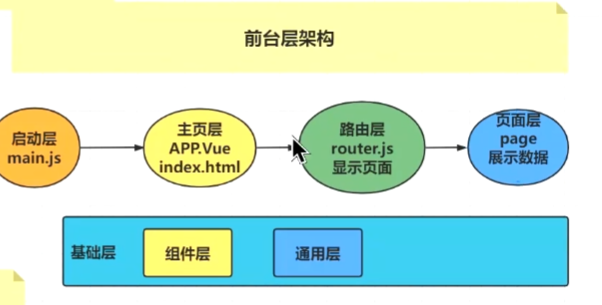 前台层架构
启动层
main.js
主页层
APP.Vue
index.html
路由层
router.js
显示页面
页面层
page
展示数据
基础层
组件层
通用层